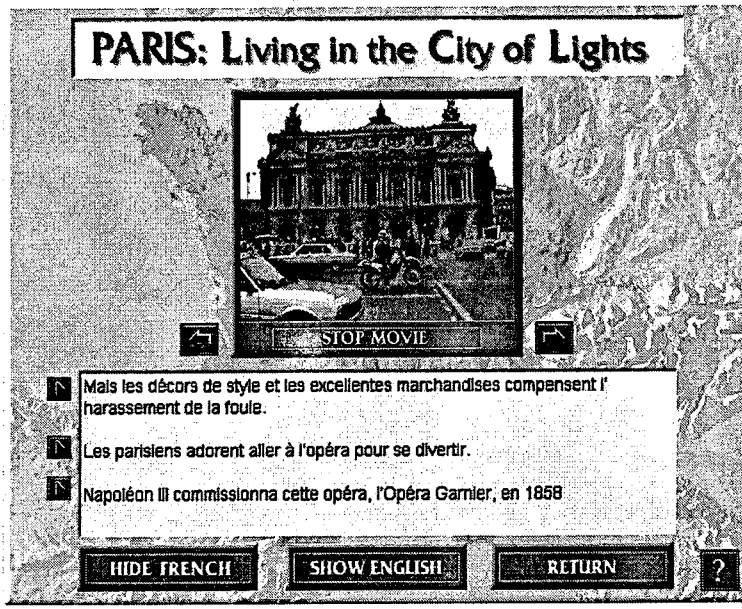 PARIS: Living in the City of Lights
STOP MOVIE
Mais les décors de style et les excellentes marchandises compensent l'
harassement de la foule.
Les parisiens adorent aller à l'opéra pour se divertir.
Napoléon III commissionna cette opéra, l'Opéra Garnier, en 1858
HIDE FRENCH
SHOW ENGLISH
RETURN
?